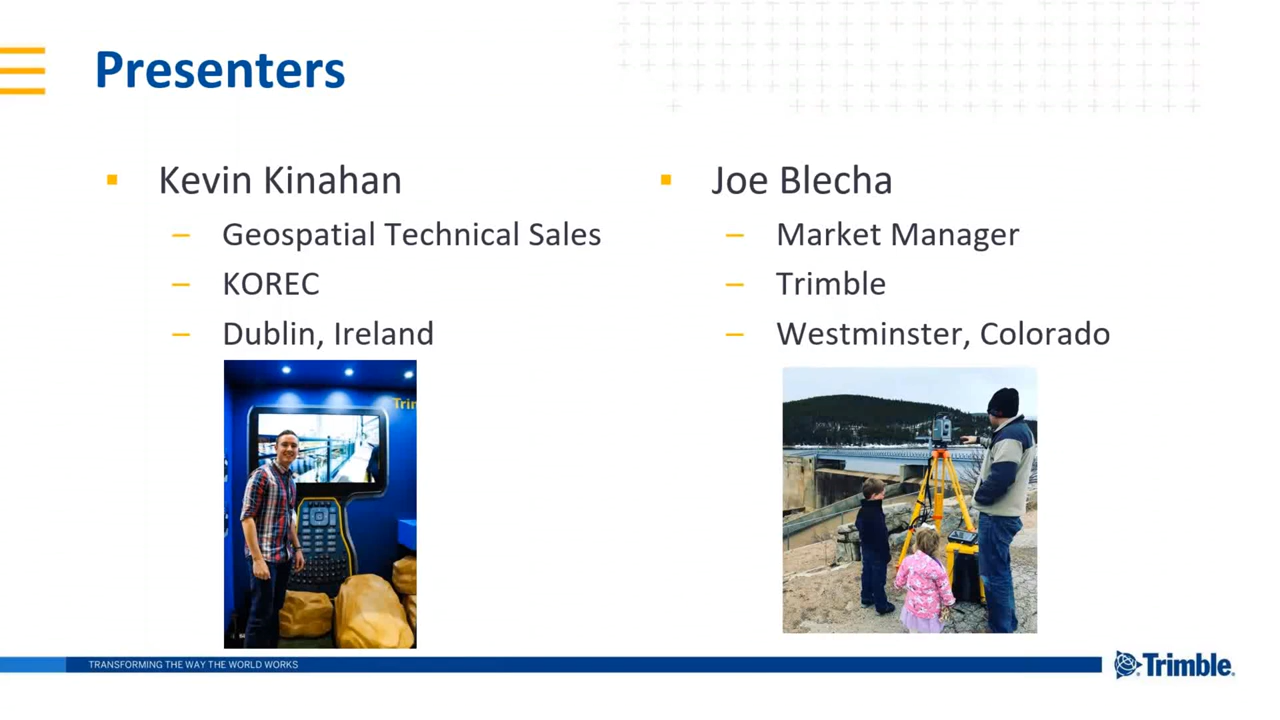 Presenters
Kevin Kinahan
Geospatial Technical Sales
KOREC
Dublin, Ireland
Joe Blecha
Market Manager
Trimble
Westminster, Colorado
Trim
TRANSFORMING THE WAY THE WORLD WORKS
Trimble